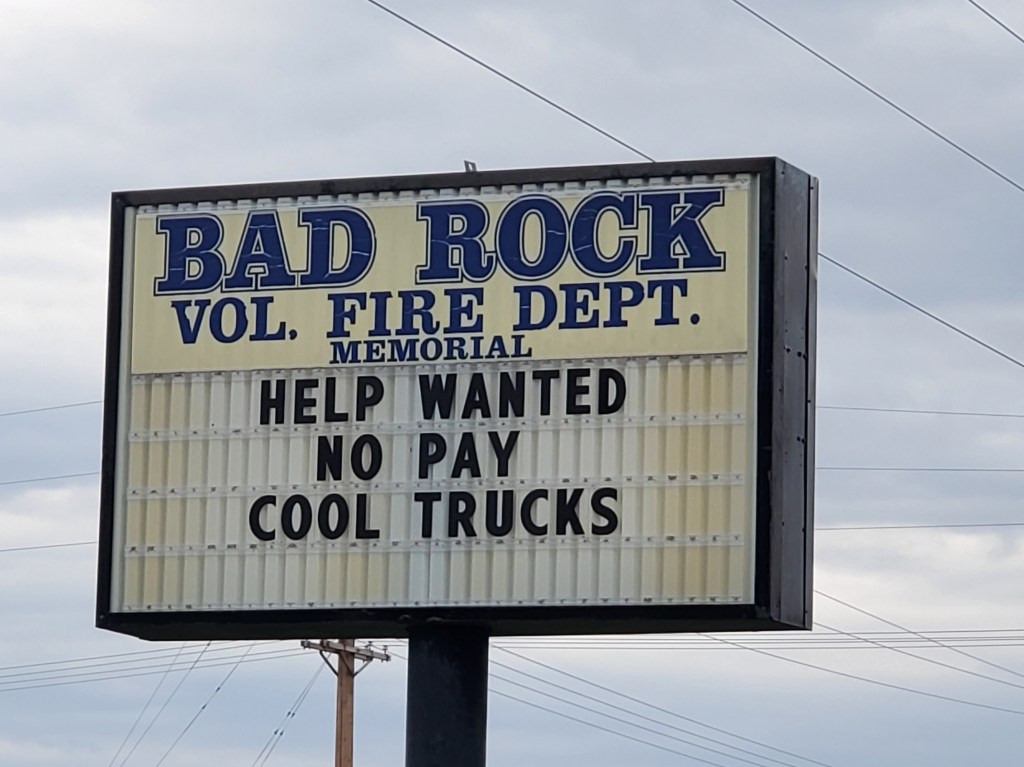 BAD ROCK
VOL. FIRE DEPT.
MEMORIAL
HELP WANTED
NO PAY
COOL TRUCKS